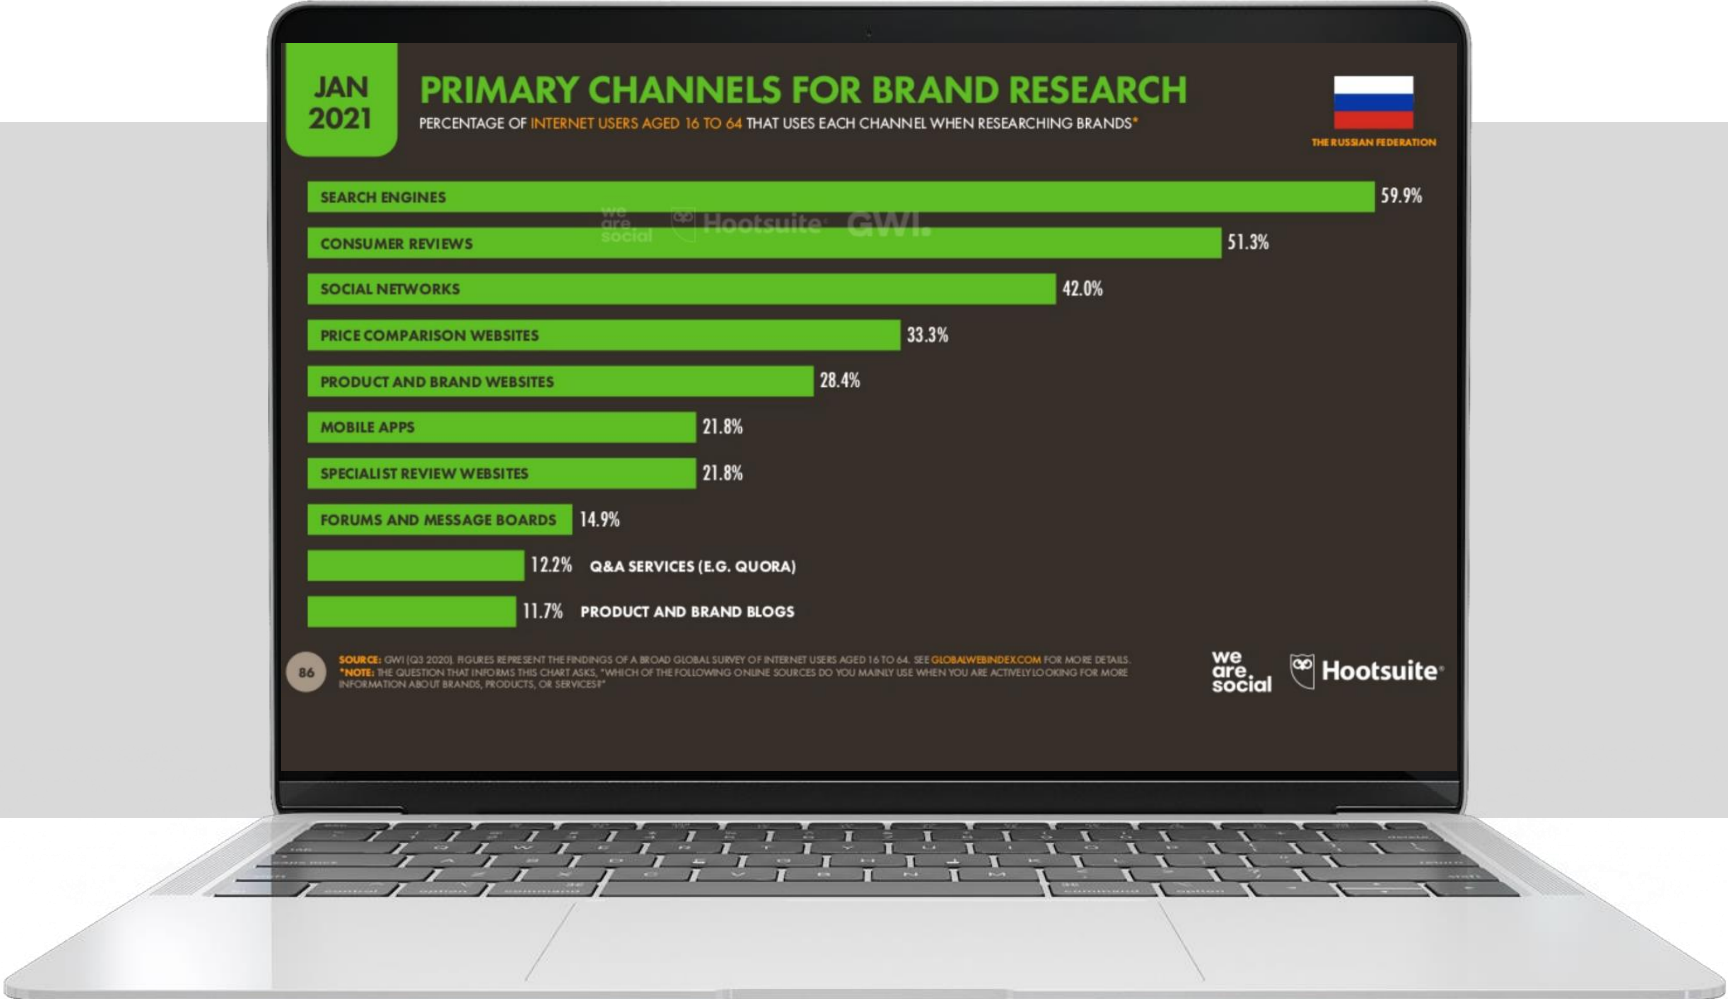 JAN
2021
PRIMARY CHANNELS FOR BRAND RESEARCH
PERCENTAGE OF INTERNET USERS AGED 16 TO 64 THAT USES EACH CHANNEL WHEN RESEARCHING BRANDS*
THE RUSSIAN FEDERATION
SEARCH ENGINES 59.9%
we
are.
social
Hootsuite®
GWI.
CONSUMER REVIEWS 51.3%
SOCIAL NETWORKS 42.0%
PRICE COMPARISON WEBSITES 33.3%
PRODUCT AND BRAND WEBSITES 28.4%
MOBILE APPS 21.8%
SPECIALIST REVIEW WEBSITES 21.8%
FORUMS AND MESSAGE BOARDS 14.9%
12.2% Q&A SERVICES (E.G. QUORA)
11.7% PRODUCT AND BRAND BLOGS
86
SOURCE: GWI (Q3 2020). FIGURES REPRESENT THE FINDINGS OF A BROAD GLOBAL SURVEY OF INTERNET USERS AGED 16 TO 64. SEE GLOBALWEBINDEX.COM FOR MORE DETAILS.
*NOTE: THE QUESTION THAT INFORMS THIS CHART ASKS, "WHICH OF THE FOLLOWING ONLINE SOURCES DO YOU MAINLY USE WHEN YOU ARE ACTIVELY LOOKING FOR MORE
INFORMATION ABOUT BRANDS, PRODUCTS, OR SERVICES?"
we
are.
social
Hootsuite®